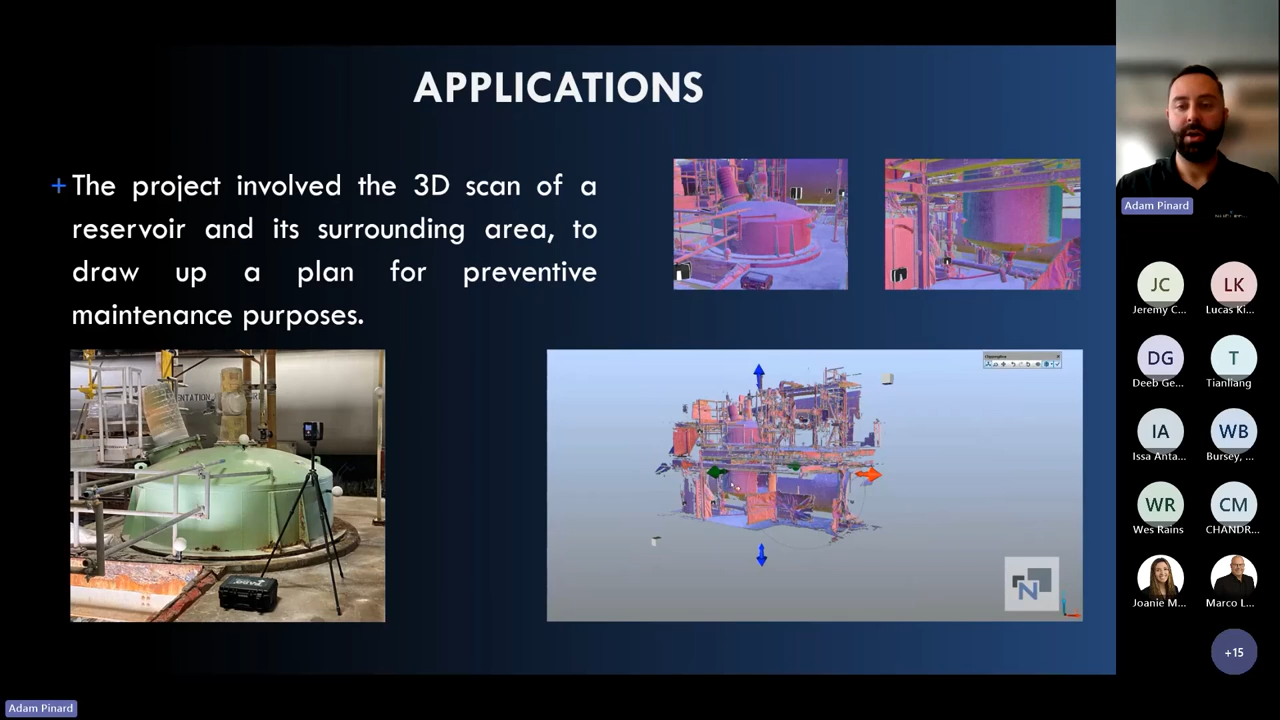 APPLICATIONS
+ The project involved the 3D scan of a
reservoir and its surrounding area, to
draw up a plan for preventive
maintenance purposes.
N
Adam Pinard
JC
LK
Jeremy C...
Lucas Ki...
DG
T
Deeb Ge...
Tianliang
IA
WB
Issa Anta...
Bursey, ...
WR
CM
Wes Rains
CHANDR...
Joanie M...
Marco L...
+15
Adam Pinard